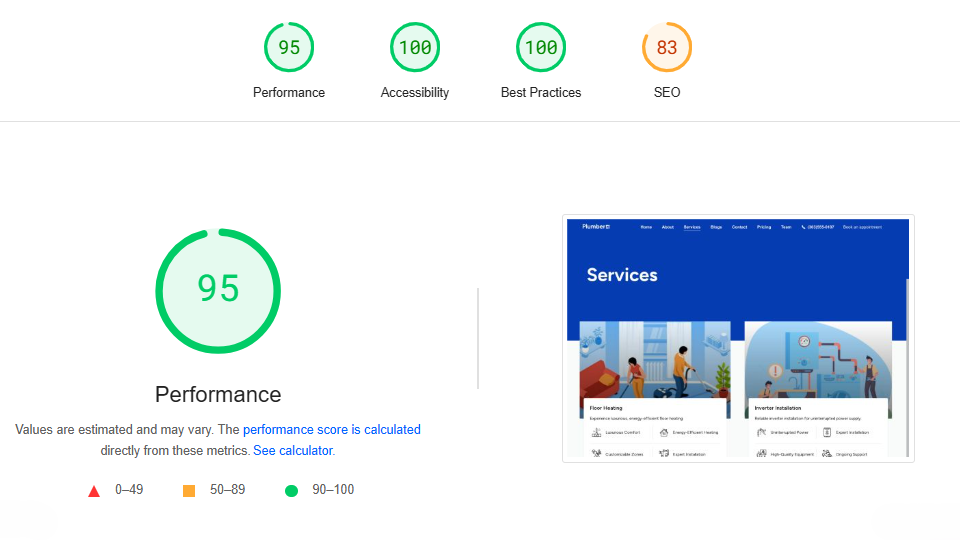 95
100
100
83
Performance
Accessibility
Best Practices
SEO
95
Performance
Values are estimated and may vary. The performance score is calculated
directly from these metrics. See calculator.
0–49
50–89
90–100
Home About Services Blogs Contact Pricing Team Book an appointment
Services
Floor Heating
Experience luxurious, energy-efficient floor heating
Luxurious Comfort
Energy-Efficient Heating
Customizable Zones
Expert Installation
Inverter Installation
Reliable inverter installation for uninterrupted power supply.
Uninterrupted Power
Expert Installation
High-Quality Equipment
Ongoing Support